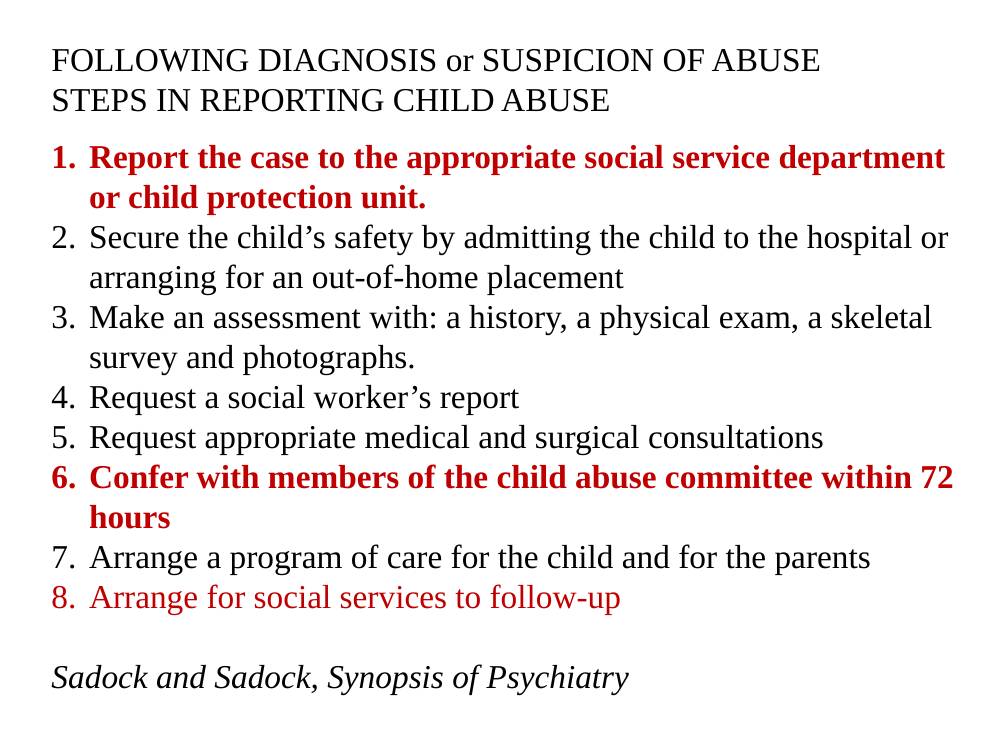 FOLLOWING DIAGNOSIS or SUSPICION OF ABUSE
STEPS IN REPORTING CHILD ABUSE
1. Report the case to the appropriate social service department
or child protection unit.
2. Secure the child’s safety by admitting the child to the hospital or
arranging for an out-of-home placement
3. Make an assessment with: a history, a physical exam, a skeletal
survey and photographs.
4. Request a social worker’s report
5. Request appropriate medical and surgical consultations
6. Confer with members of the child abuse committee within 72
hours
7. Arrange a program of care for the child and for the parents
8. Arrange for social services to follow-up
Sadock and Sadock, Synopsis of Psychiatry